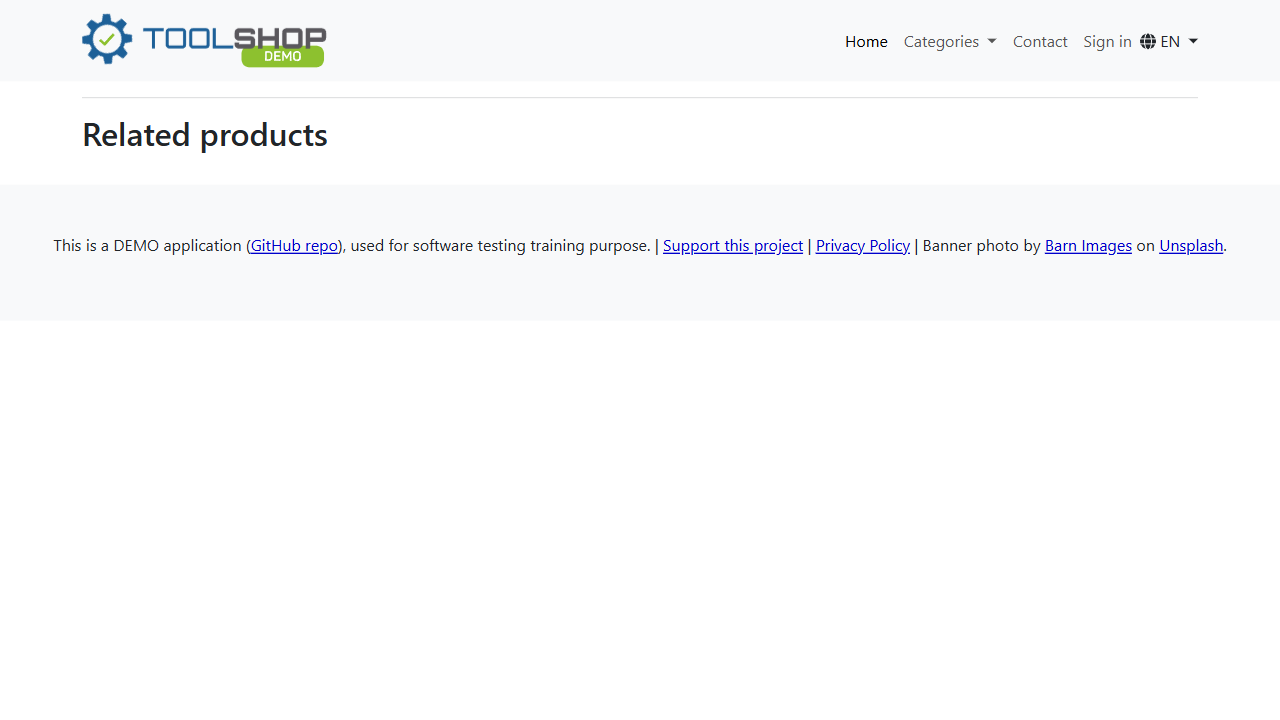 TOOLSHOP
DEMO
Home Categories Contact Sign in EN
Related products
This is a DEMO application (GitHub repo), used for software testing training purpose. | Support this project | Privacy Policy | Banner photo by Barn Images on Unsplash.